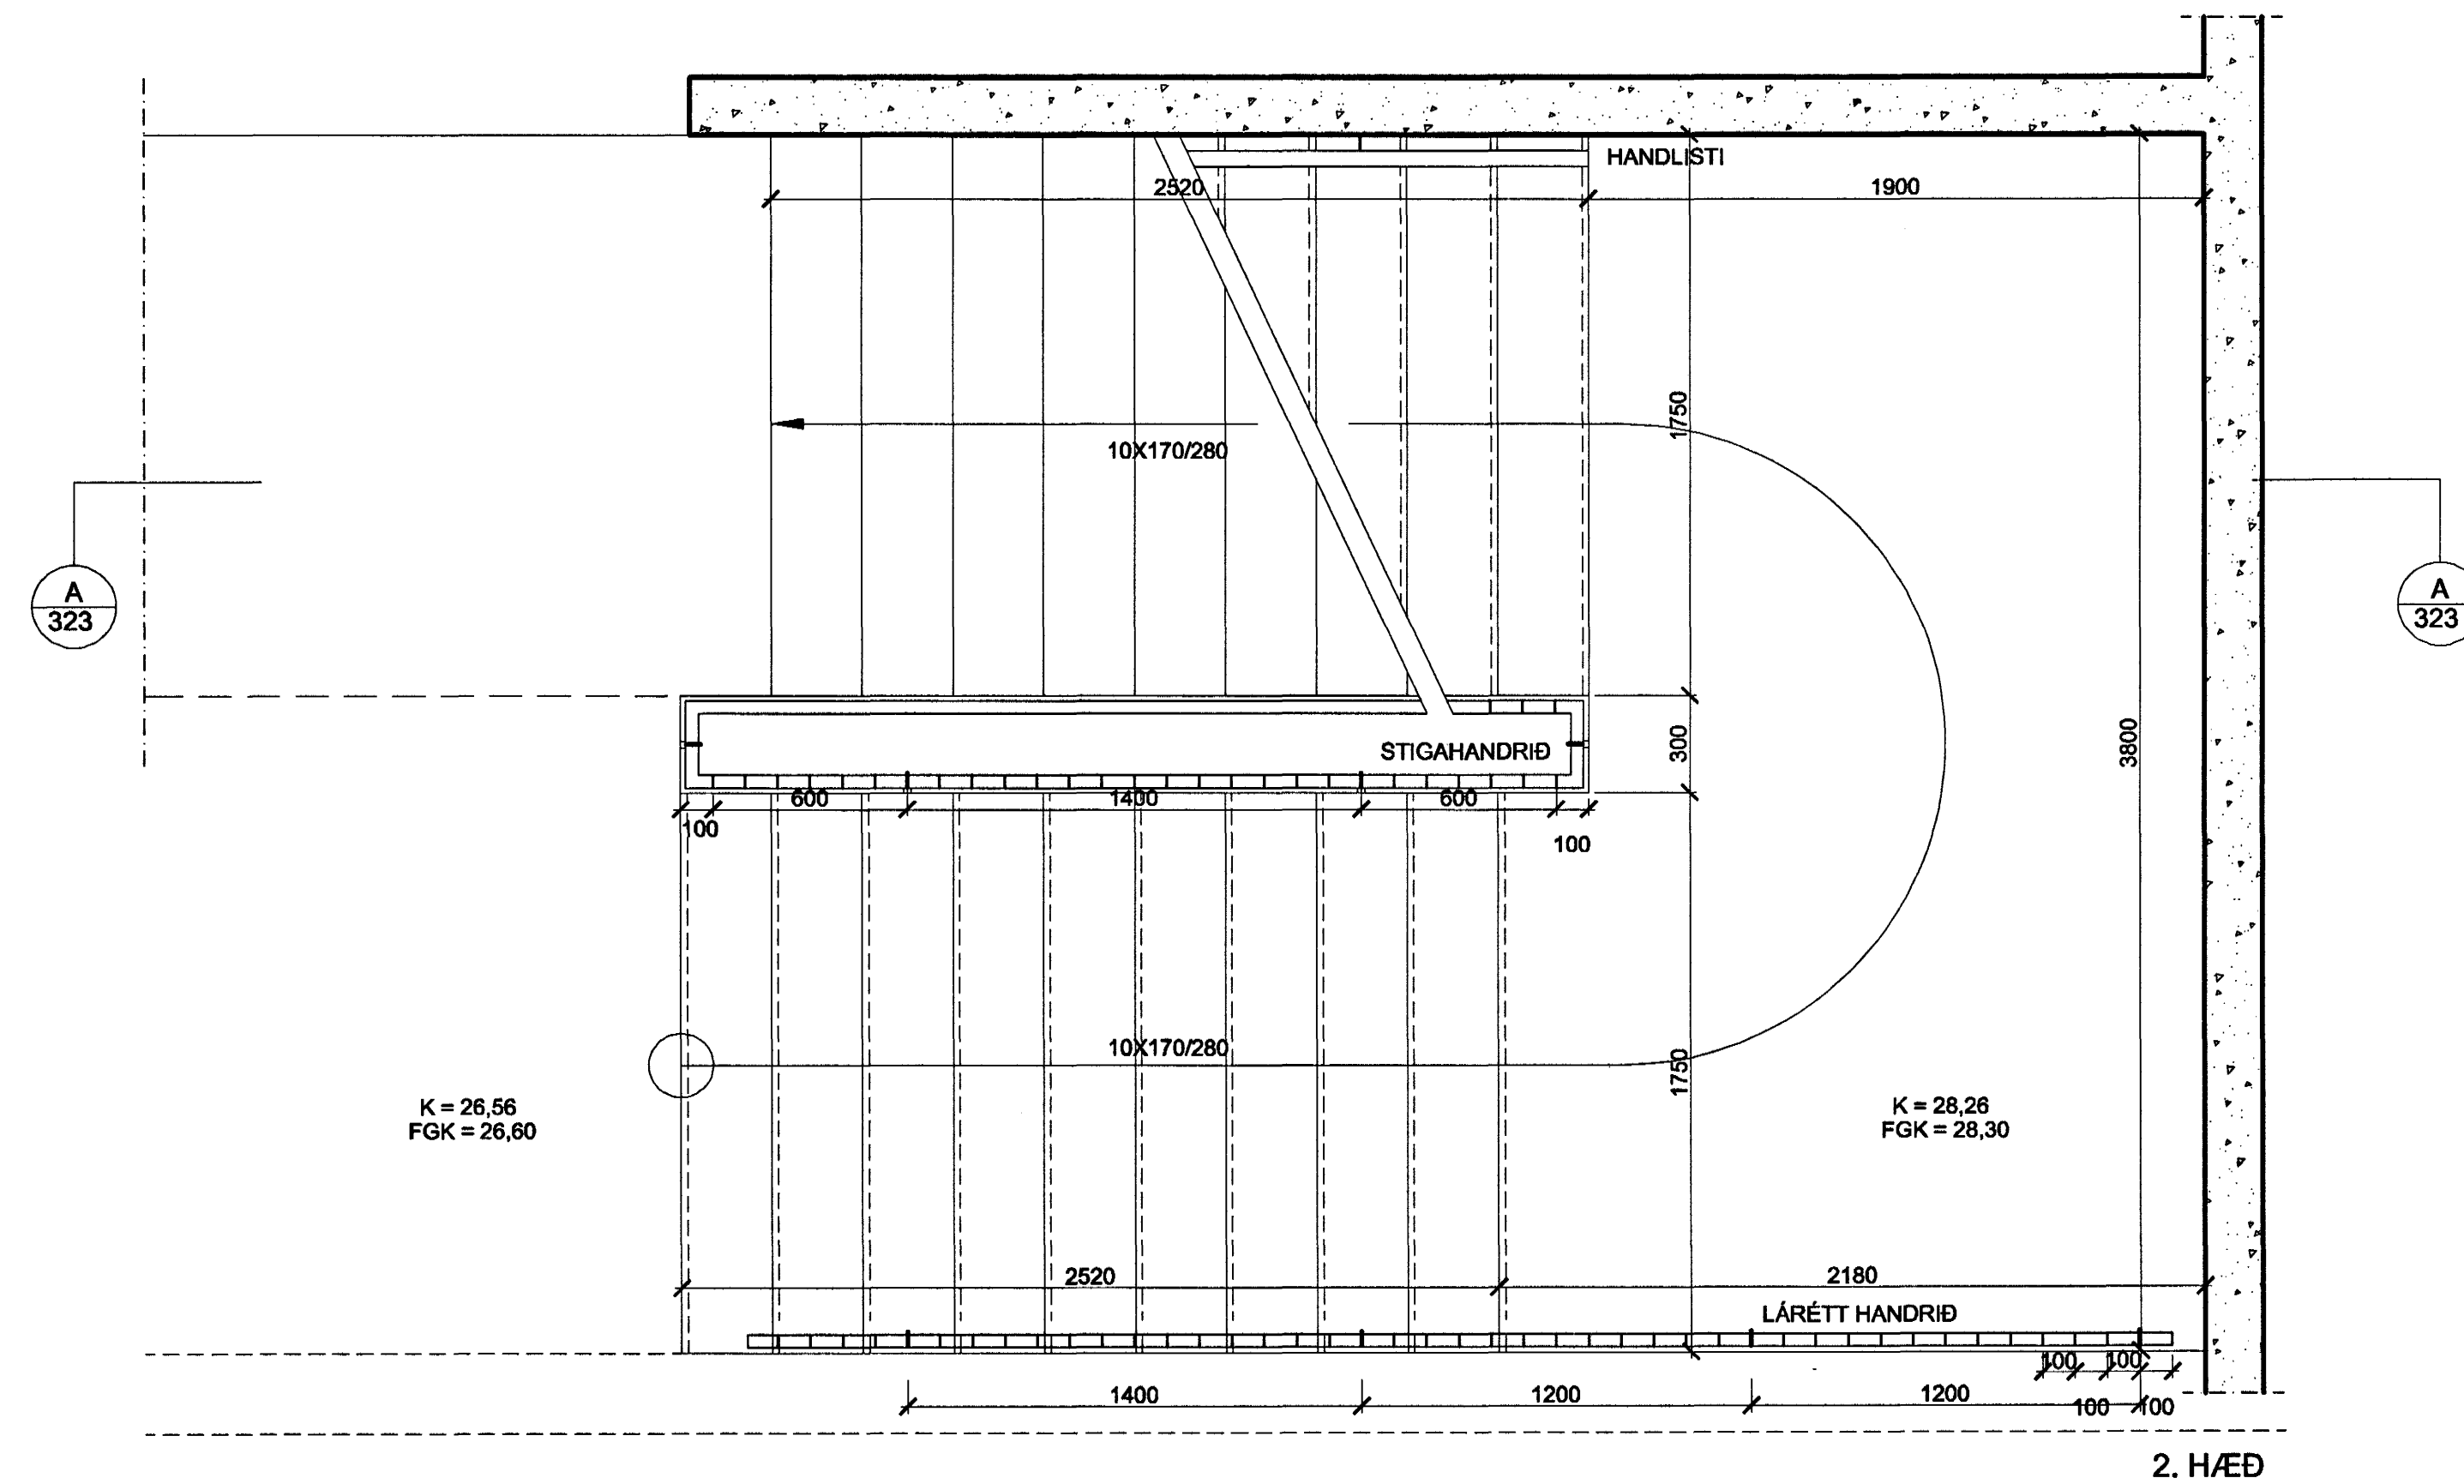 HANDLISTI
2520
1900
1750
10X170/280
A
323
A
323
300
3800
STIGAHANDRIÐ
600
1400
600
100
100
10X170/280
1750
K = 26,56
FGK = 26,60
K = 28,26
FGK = 28,30
2520
2180
LÁRÉTT HANDRIÐ
100
100
1400
1200
1200
100
100
2. HÆÐ